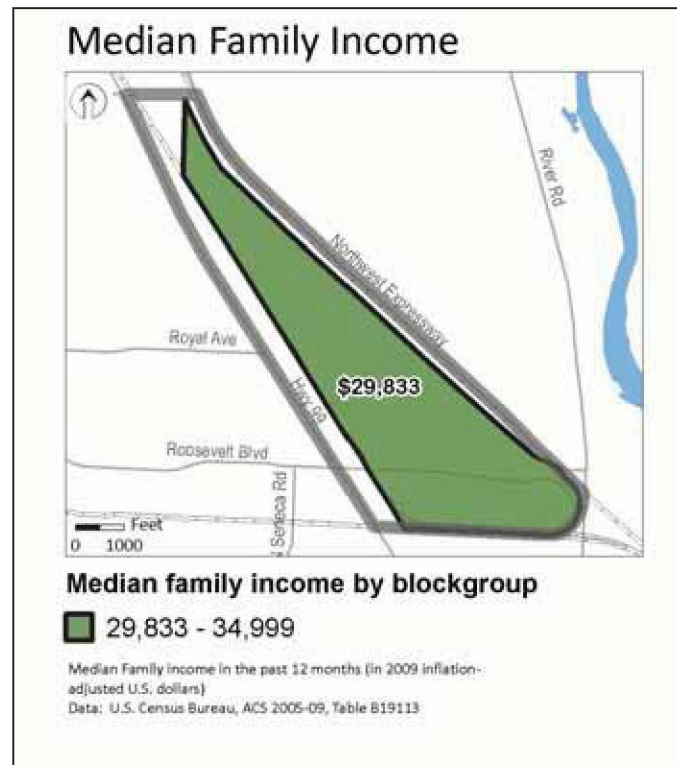 Median Family Income
River Rd
Northwest Expressway
Royal Ave
$29,833
Hwy 99
Roosevelt Blvd
N Seneca Rd
Feet
0 1000
Median family income by blockgroup
29,833 - 34,999
Median Family income in the past 12 months (in 2009 inflation-
adjusted U.S. dollars)
Data: U.S. Census Bureau, ACS 2005-09, Table B19113